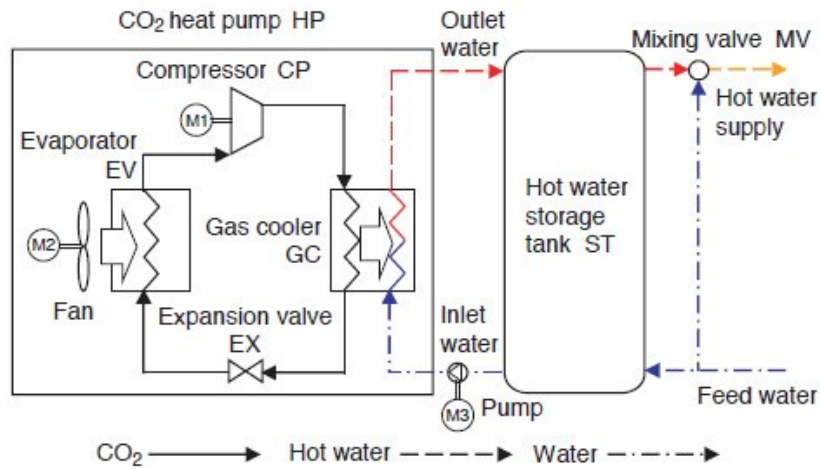 CO₂ heat pump HP
Outlet
water
Mixing valve MV
Compressor CP
M1
Hot water
supply
Evaporator
EV
Hot water
storage
tank ST
Gas cooler
GC
M2
Fan
Expansion valve
EX
Inlet
water
M3
Pump
Feed water
CO₂
Hot water
Water